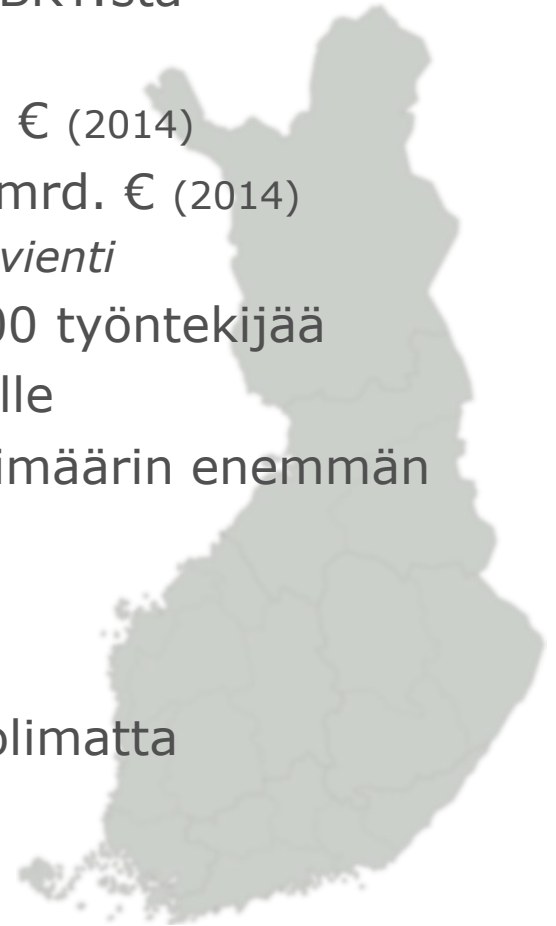 € (2014)
mrd. € (2014)
vienti
00 työntekijää
lle
imäärin enemmän
olimatta